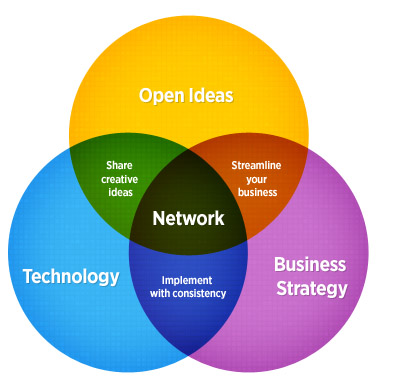 Open Ideas
Share
creative
ideas
Streamline
your
business
Network
Technology
Implement
with consistency
Business
Strategy